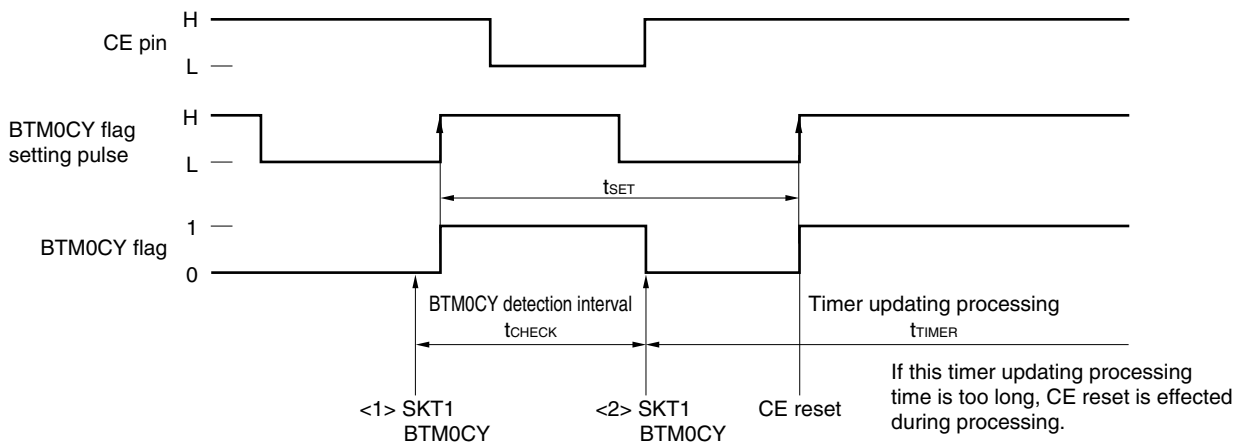 CE pin
H
L
BTM0CY flag
setting pulse
H
L
tSET
BTM0CY flag
1
0
BTM0CY detection interval
tCHECK
Timer updating processing
tTIMER
<1> SKT1
BTM0CY
<2> SKT1
BTM0CY
CE reset
If this timer updating processing
time is too long, CE reset is effected
during processing.